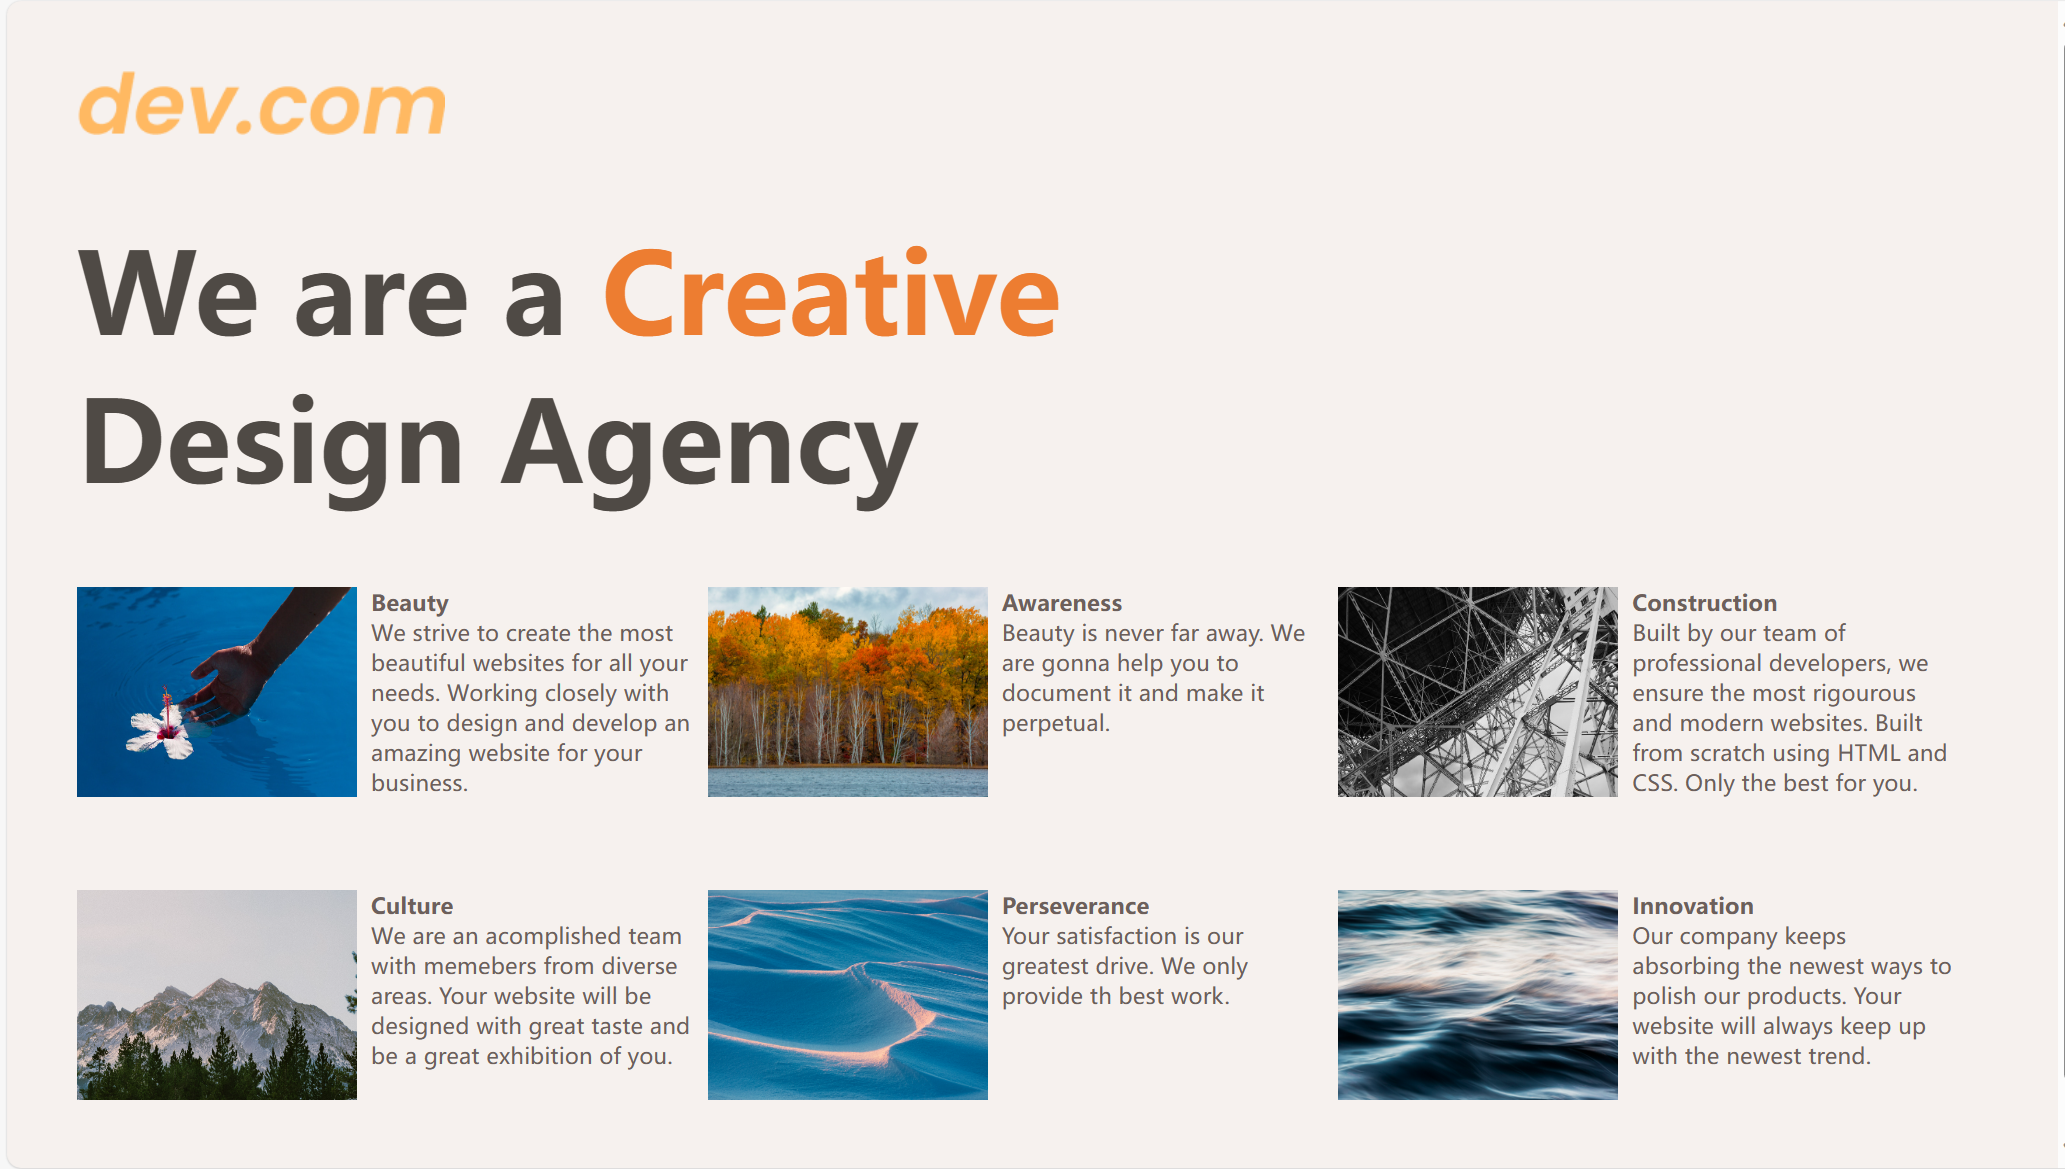 dev.com
We are a Creative
Design Agency
Beauty
We strive to create the most
beautiful websites for all your
needs. Working closely with
you to design and develop an
amazing website for your
business.
Awareness
Beauty is never far away. We
are gonna help you to
document it and make it
perpetual.
Construction
Built by our team of
professional developers, we
ensure the most rigourous
and modern websites. Built
from scratch using HTML and
CSS. Only the best for you.
Culture
We are an acomplished team
with memebers from diverse
areas. Your website will be
designed with great taste and
be a great exhibition of you.
Perseverance
Your satisfaction is our
greatest drive. We only
provide th best work.
Innovation
Our company keeps
absorbing the newest ways to
polish our products. Your
website will always keep up
with the newest trend.